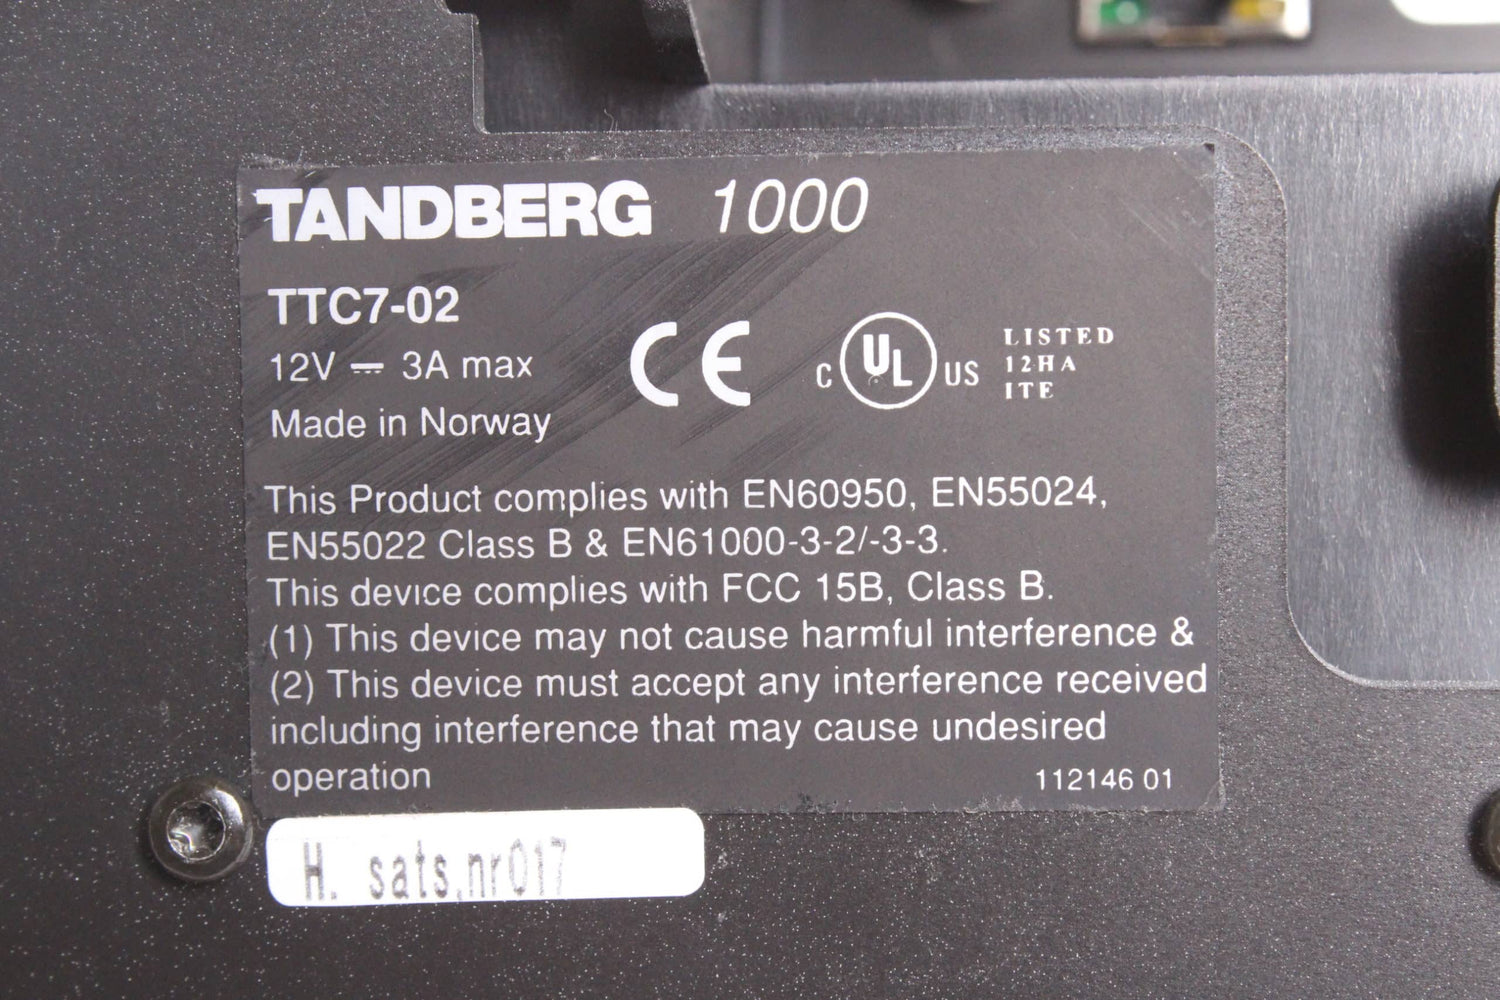 TANDBERG 1000
TTC7-02
12V ⎓ 3A max
Made in Norway
CE
C UL US
LISTED
12HA
ITE
This Product complies with EN60950, EN55024,
EN55022 Class B & EN61000-3-2/-3-3.
This device complies with FCC 15B, Class B.
(1) This device may not cause harmful interference &
(2) This device must accept any interference received
including interference that may cause undesired
operation
112146 01
H. sats.nr017